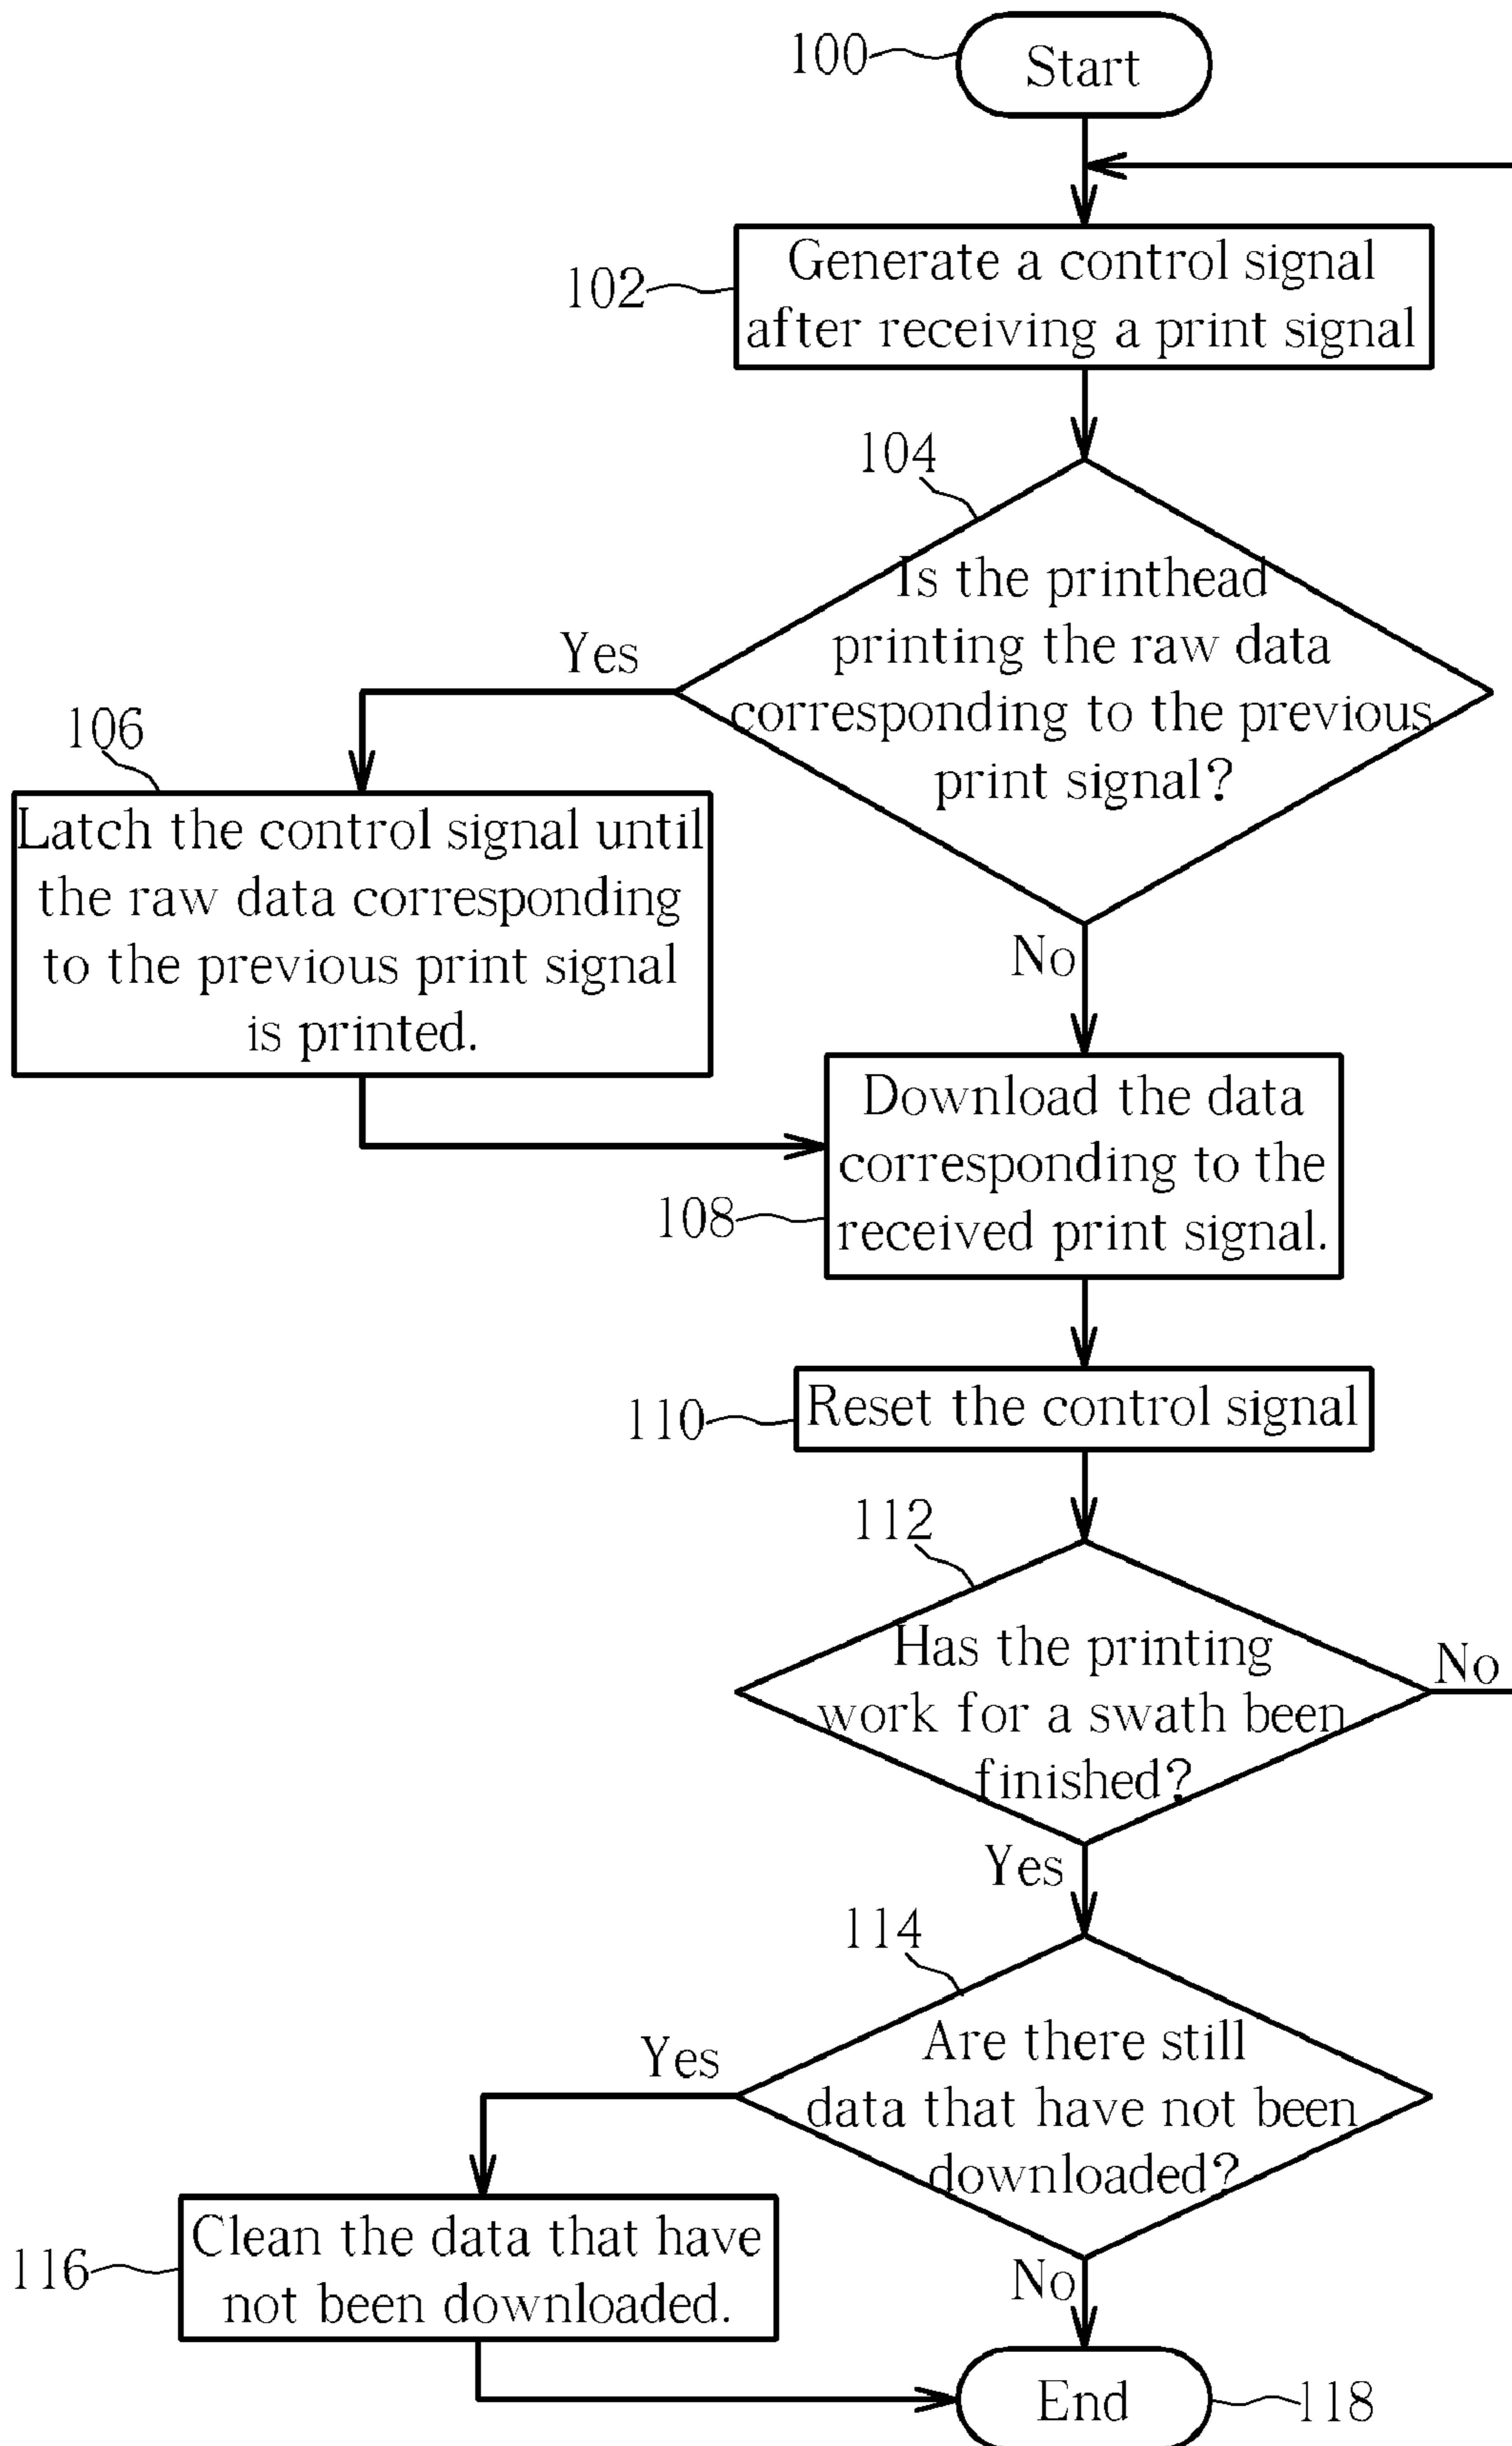 100
Start
102
Generate a control signal
after receiving a print signal
104
Is the printhead
printing the raw data
corresponding to the previous
print signal?
Yes
106
Latch the control signal until
the raw data corresponding
to the previous print signal
is printed.
No
108
Download the data
corresponding to the
received print signal.
110
Reset the control signal
112
Has the printing
work for a swath been
finished?
No
Yes
114
Are there still
data that have not been
downloaded?
Yes
116
Clean the data that have
not been downloaded.
No
End
118